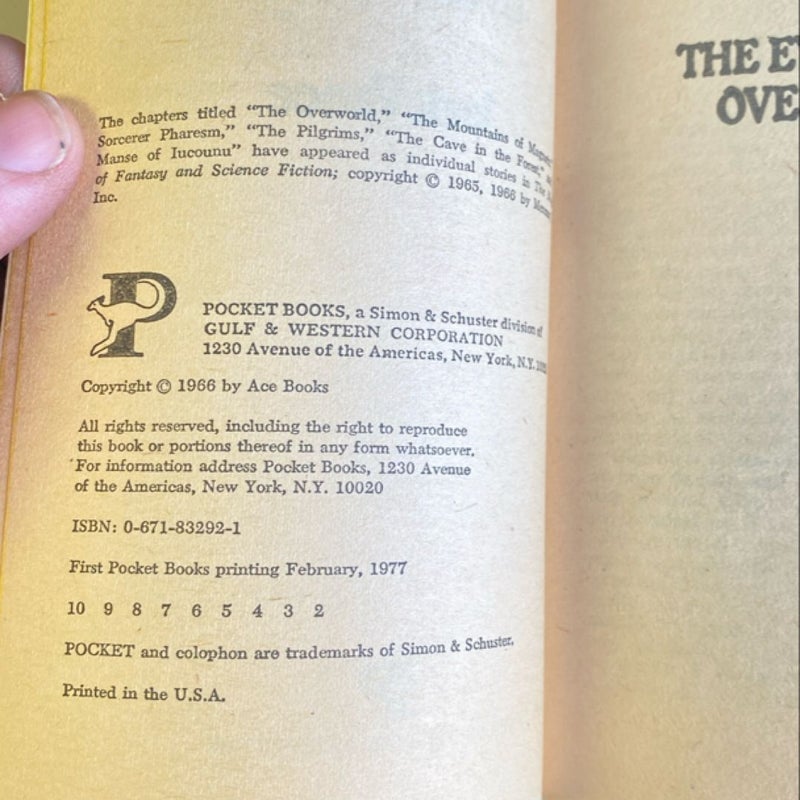 The chapters titled "The Overworld," "The Mountains of
Sorcerer Pharesm," "The Pilgrims," "The Cave in the Forest,"
Manse of Iucounu" have appeared as individual stories in The
of Fantasy and Science Fiction; copyright © 1965, 1966 by
Inc.
P
POCKET BOOKS, a Simon & Schuster division of
GULF & WESTERN CORPORATION
1230 Avenue of the Americas, New York, N.Y.
Copyright © 1966 by Ace Books
All rights reserved, including the right to reproduce
this book or portions thereof in any form whatsoever.
For information address Pocket Books, 1230 Avenue
of the Americas, New York, N.Y. 10020
ISBN: 0-671-83292-1
First Pocket Books printing February, 1977
10 9 8 7 6 5 4 3 2
POCKET and colophon are trademarks of Simon & Schuster.
Printed in the U.S.A.
THE E
OVE